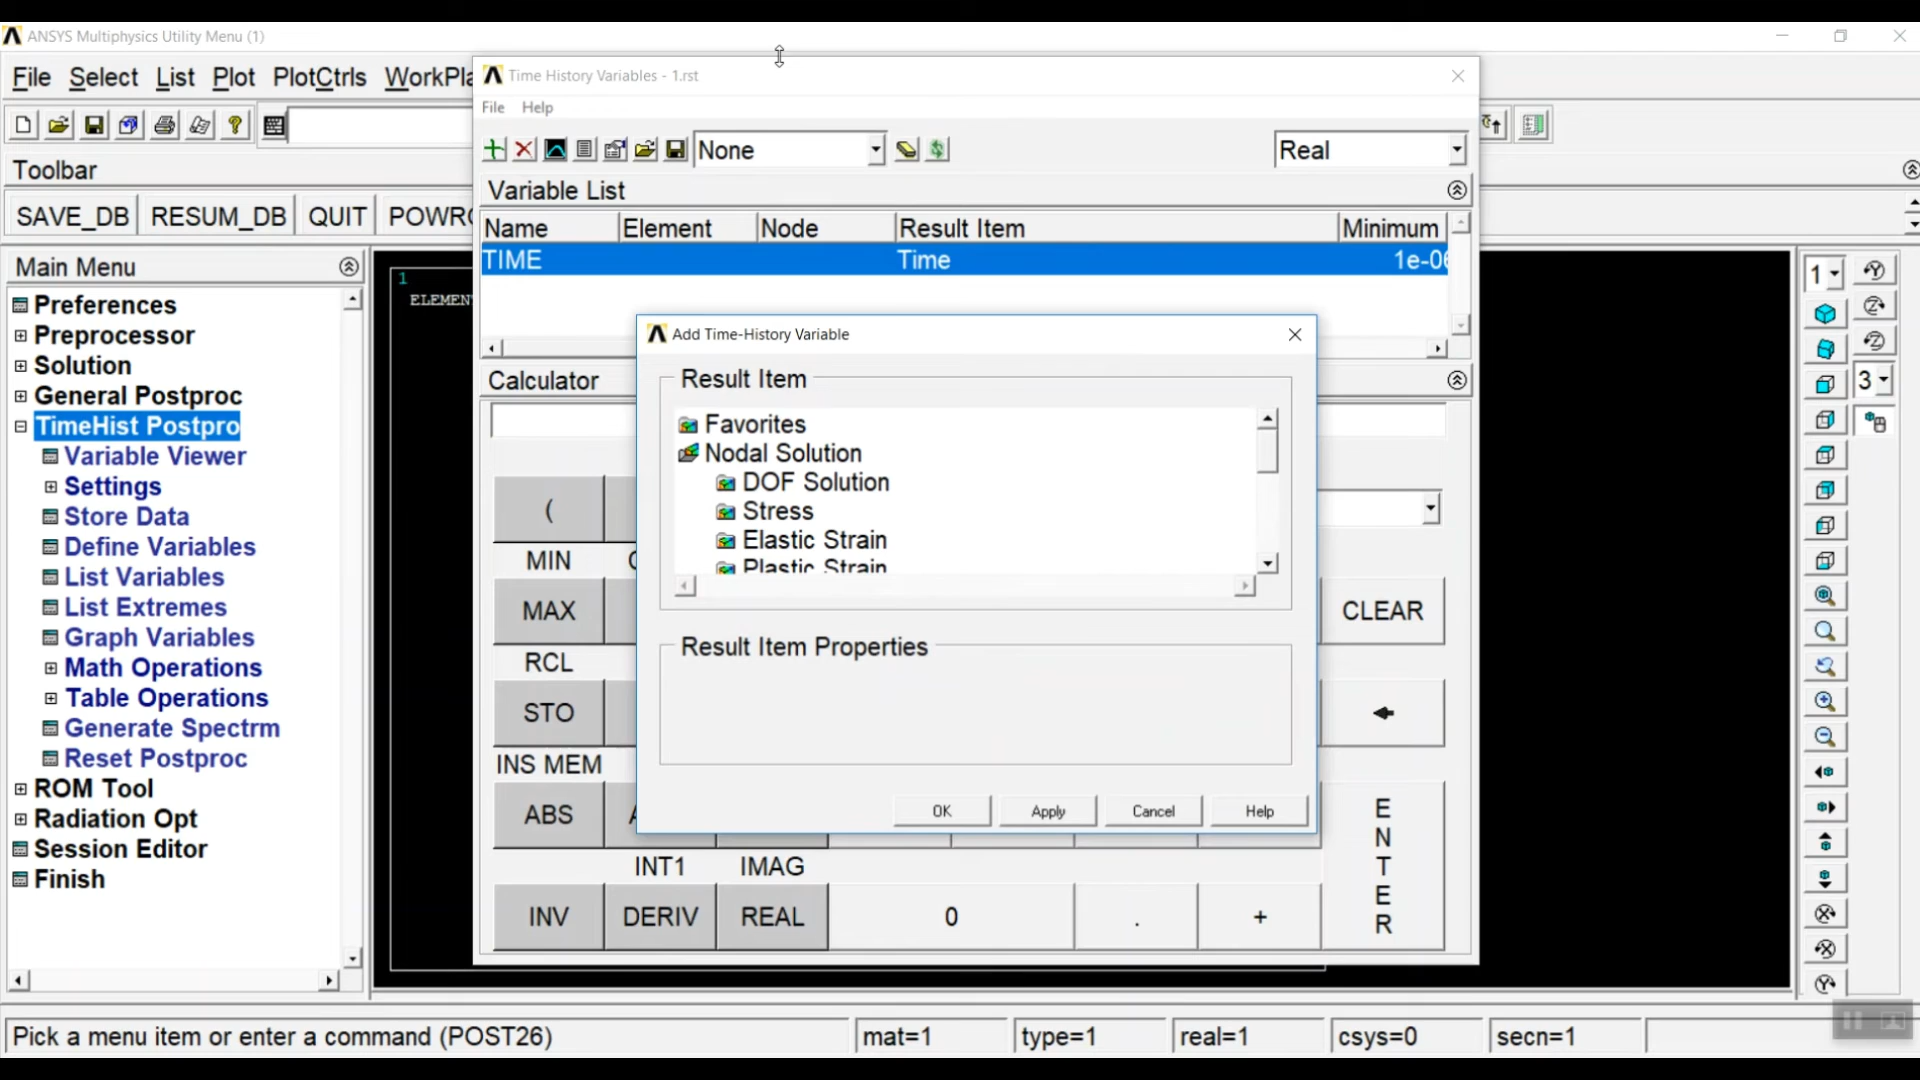 ANSYS Multiphysics Utility Menu (1)
File Select List Plot PlotCtrls WorkPla
Time History Variables - 1.rst
File Help
None
Real
Toolbar
SAVE_DB RESUM_DB QUIT POWRG
Variable List
Name Element Node Result Item Minimum
TIME Time 1e-06
Main Menu
Preferences
Preprocessor
Solution
General Postproc
TimeHist Postpro
Variable Viewer
Settings
Store Data
Define Variables
List Variables
List Extremes
Graph Variables
Math Operations
Table Operations
Generate Spectrm
Reset Postproc
ROM Tool
Radiation Opt
Session Editor
Finish
1
ELEMENT
Add Time-History Variable
Result Item
Favorites
Nodal Solution
DOF Solution
Stress
Elastic Strain
Plastic Strain
Result Item Properties
OK Apply Cancel Help
Calculator
(
MIN
MAX
CLEAR
RCL
STO
INS MEM
ABS
INT1 IMAG
INV DERIV REAL 0 . +
ENTER
1
3
Pick a menu item or enter a command (POST26)
mat=1 type=1 real=1 csys=0 secn=1